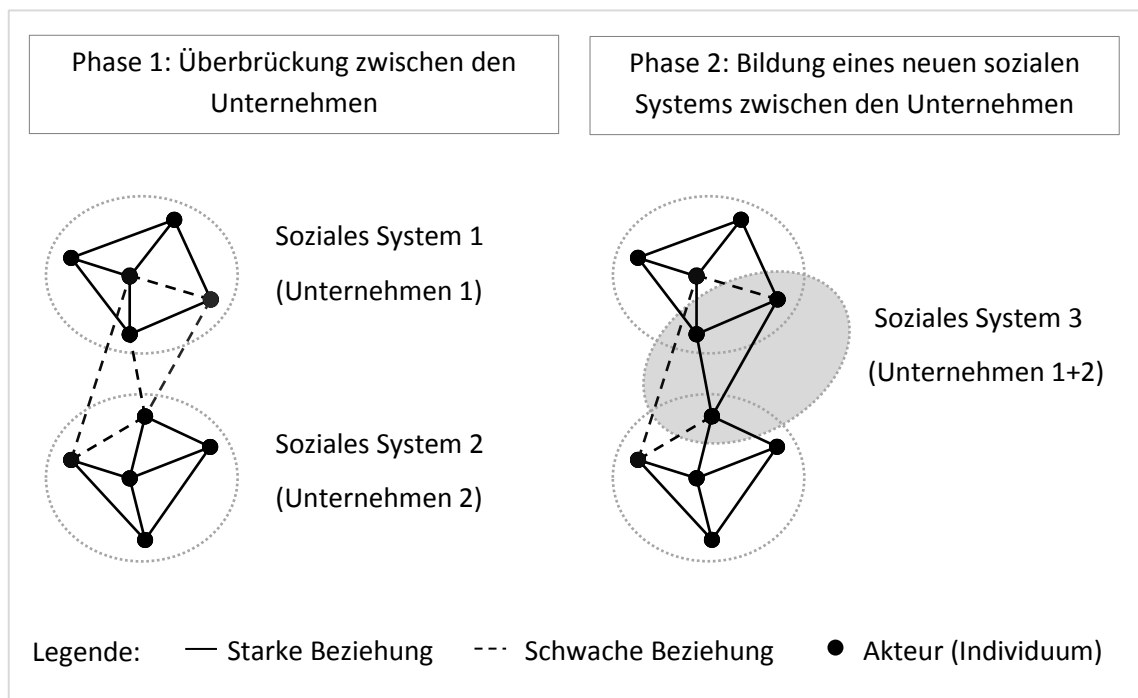 Phase 1: Überbrückung zwischen den
Unternehmen
Phase 2: Bildung eines neuen sozialen
Systems zwischen den Unternehmen
Soziales System 1
(Unternehmen 1)
Soziales System 2
(Unternehmen 2)
Soziales System 3
(Unternehmen 1+2)
Legende: Starke Beziehung Schwache Beziehung Akteur (Individuum)